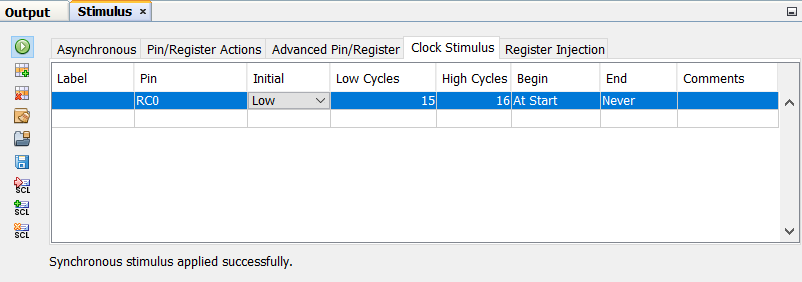 Output Stimulus ×
Asynchronous Pin/Register Actions Advanced Pin/Register Clock Stimulus Register Injection
Label Pin Initial Low Cycles High Cycles Begin End Comments
RC0 Low 15 16 At Start Never
SCL
SCL
SCL
Synchronous stimulus applied successfully.